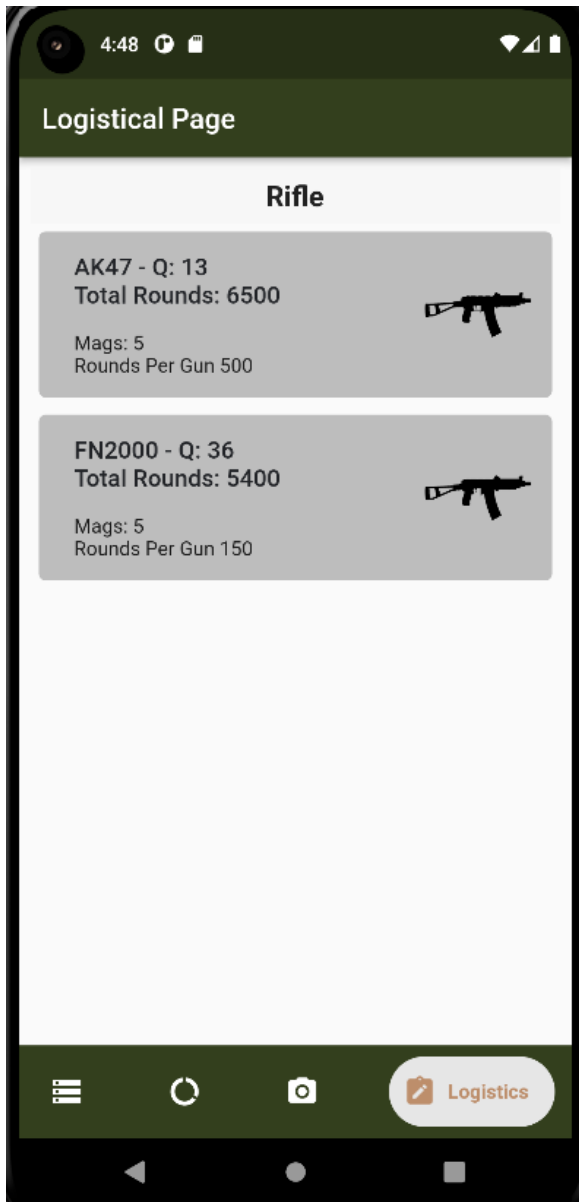 4:48
Logistical Page
Rifle
AK47 - Q: 13
Total Rounds: 6500
Mags: 5
Rounds Per Gun 500
FN2000 - Q: 36
Total Rounds: 5400
Mags: 5
Rounds Per Gun 150
Logistics